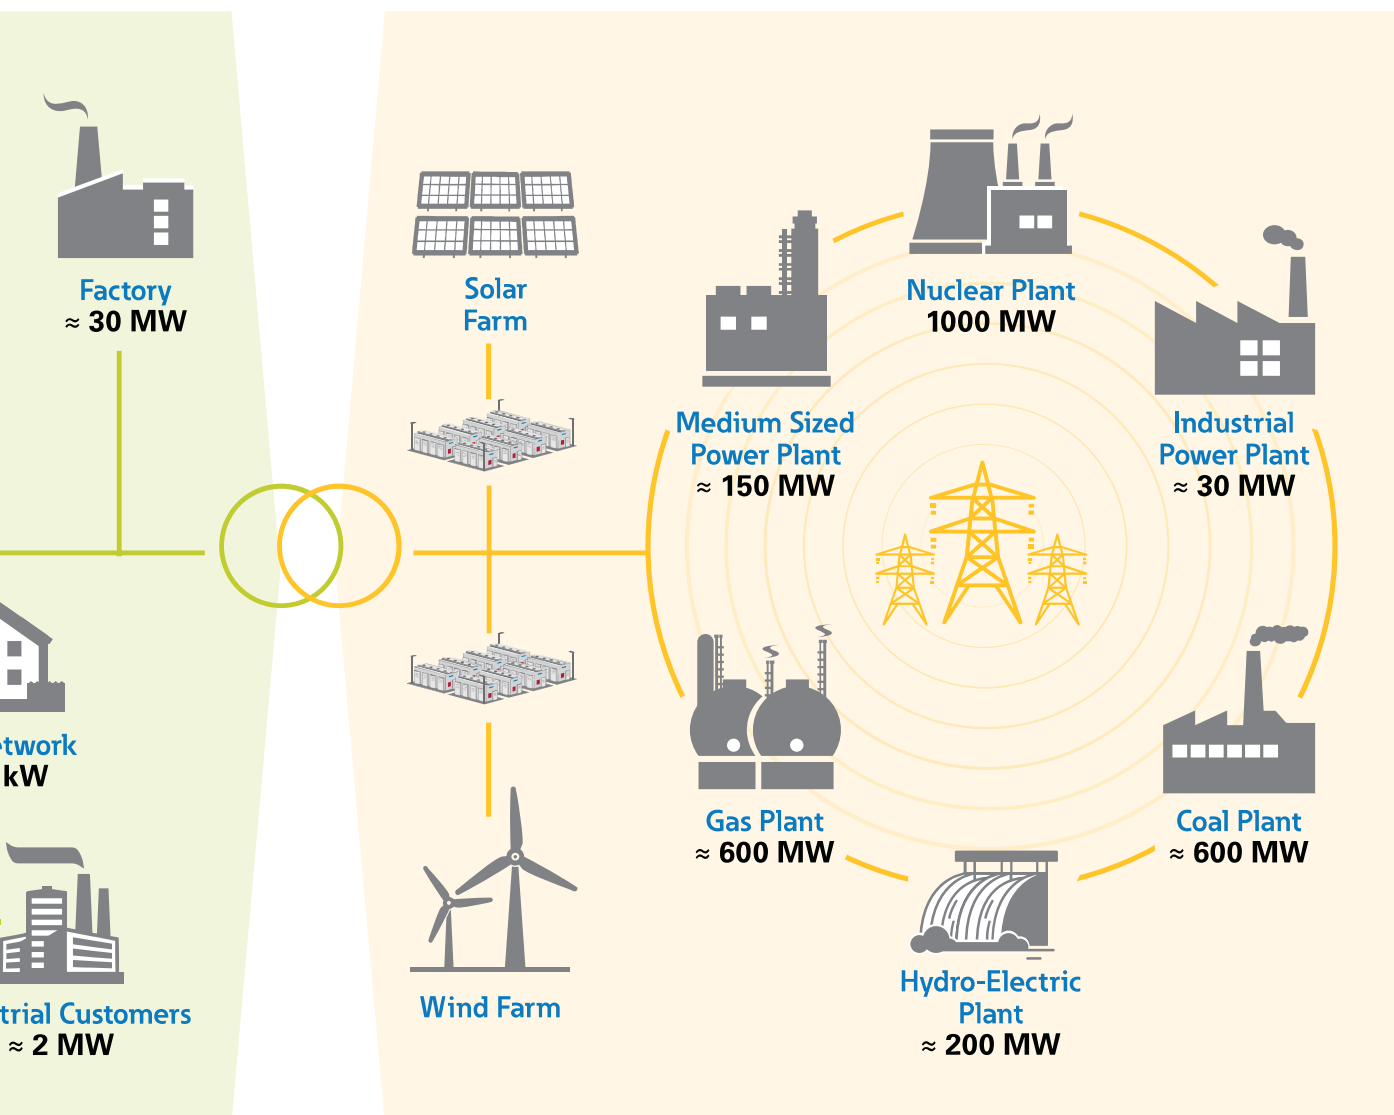 Factory
≈ 30 MW
etwork
kW
trial Customers
≈ 2 MW
Solar
Farm
Wind Farm
Medium Sized
Power Plant
≈ 150 MW
Nuclear Plant
1000 MW
Industrial
Power Plant
≈ 30 MW
Gas Plant
≈ 600 MW
Hydro-Electric
Plant
≈ 200 MW
Coal Plant
≈ 600 MW